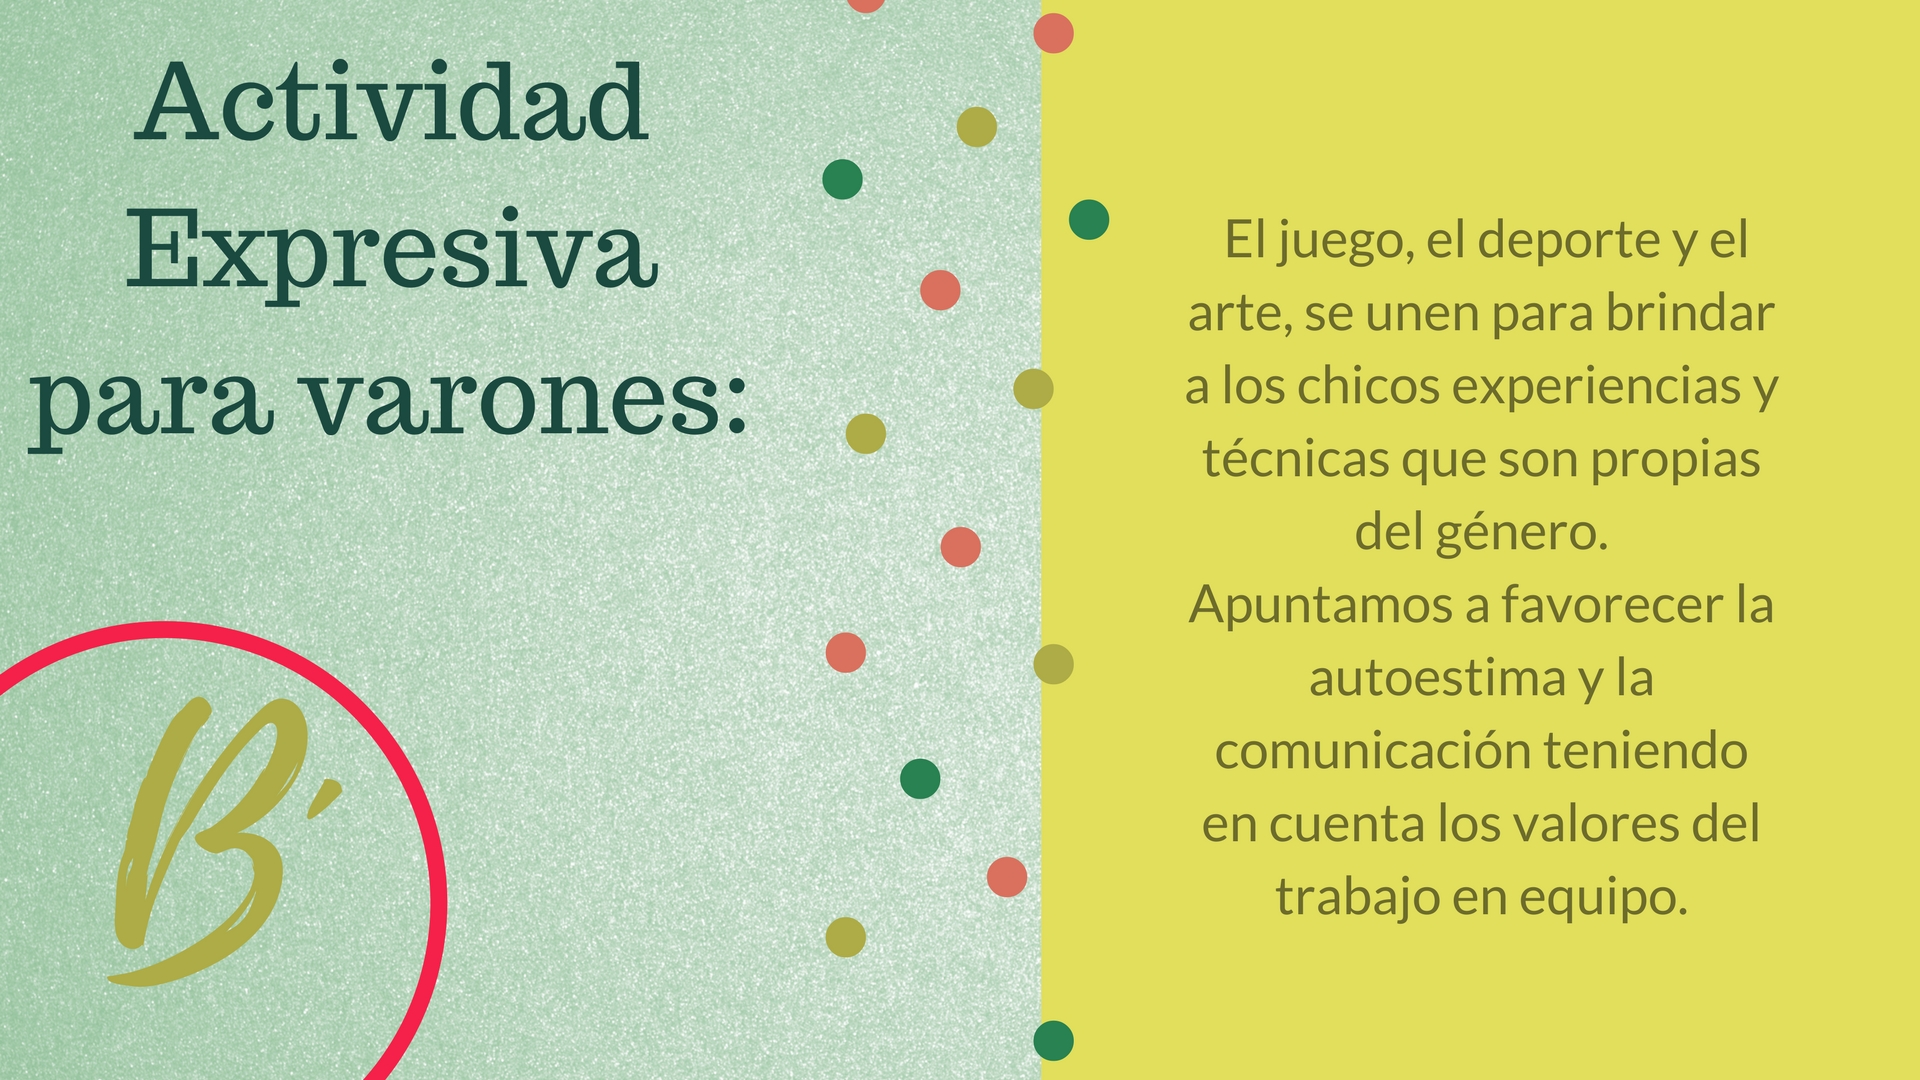 Actividad
Expresiva
para varones:
B'
El juego, el deporte y el
arte, se unen para brindar
a los chicos experiencias y
técnicas que son propias
del género.
Apuntamos a favorecer la
autoestima y la
comunicación teniendo
en cuenta los valores del
trabajo en equipo.